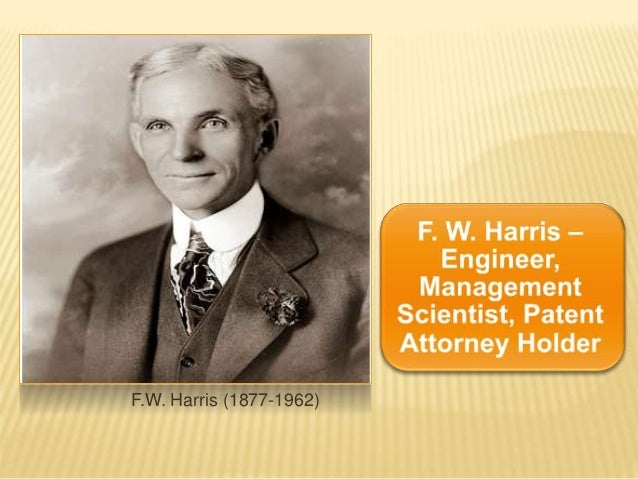 F. W. Harris –
Engineer,
Management
Scientist, Patent
Attorney Holder
F.W. Harris (1877-1962)